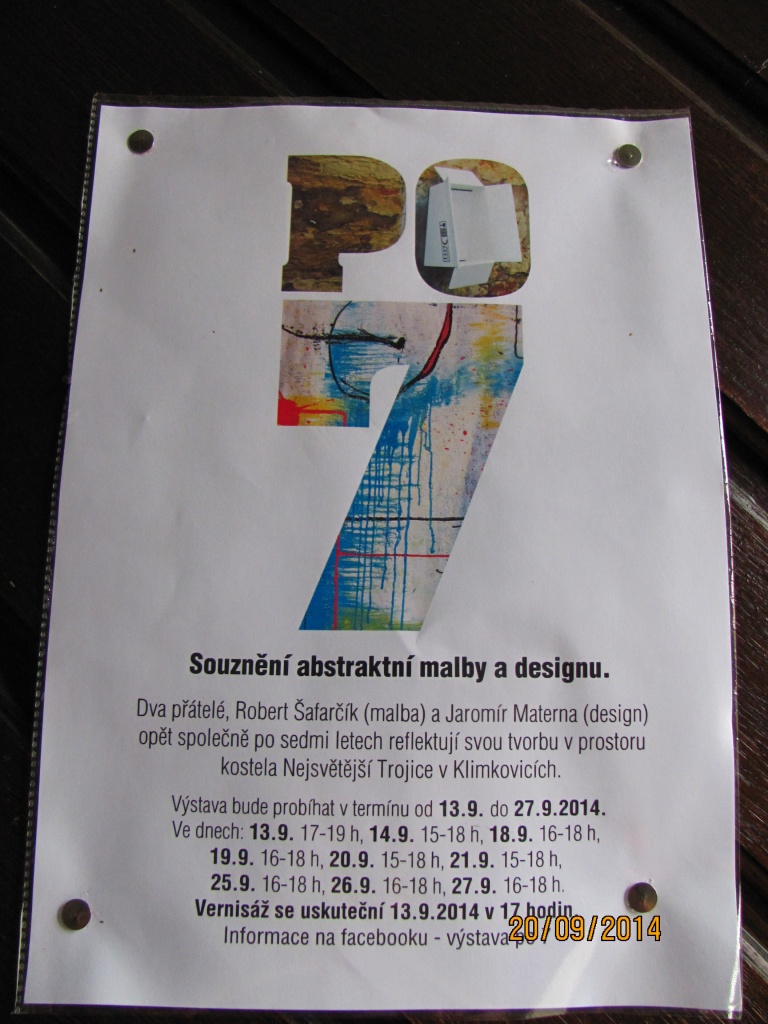 PO
7
Souznění abstraktní malby a designu.
Dva přátelé, Robert Šafarčík (malba) a Jaromír Materna (design)
opět společně po sedmi letech reflektují svou tvorbu v prostoru
kostela Nejsvětější Trojice v Klimkovicích.
Výstava bude probíhat v termínu od 13.9. do 27.9.2014.
Ve dnech: 13.9. 17-19 h, 14.9. 15-18 h, 18.9. 16-18 h,
19.9. 16-18 h, 20.9. 15-18 h, 21.9. 15-18 h,
25.9. 16-18 h, 26.9. 16-18 h, 27.9. 16-18 h.
Vernisáž se uskuteční 13.9.2014 v 17 hodin
Informace na facebooku - výstava po
20/09/2014